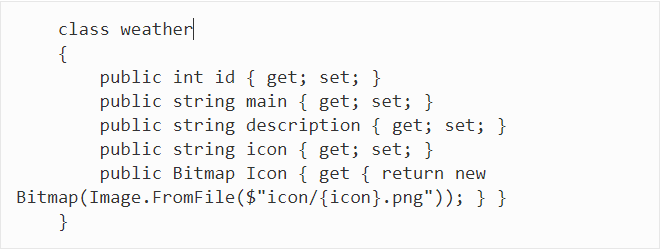 class weather
{
public int id { get; set; }
public string main { get; set; }
public string description { get; set; }
public string icon { get; set; }
public Bitmap Icon { get { return new
Bitmap(Image.FromFile($"icon/{icon}.png")); } }
}